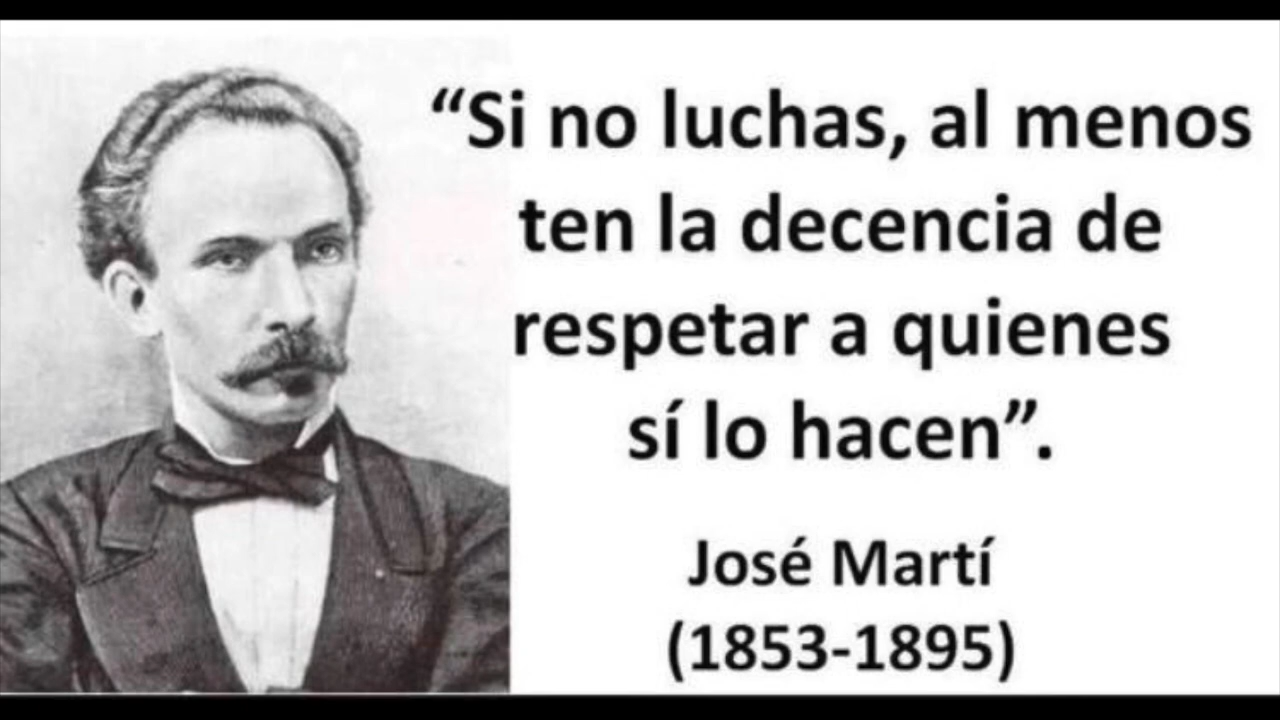 “Si no luchas, al menos
ten la decencia de
respetar a quienes
sí lo hacen”.
José Martí
(1853-1895)